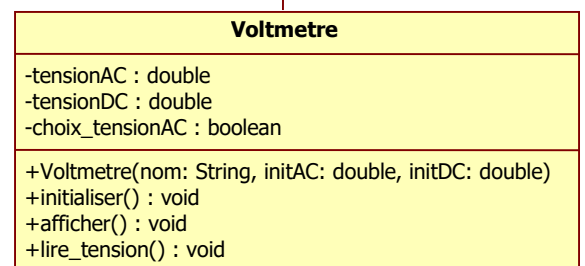 Voltmetre
-tensionAC : double
-tensionDC : double
-choix_tensionAC : boolean
+Voltmetre(nom: String, initAC: double, initDC: double)
+initialiser() : void
+afficher() : void
+lire_tension() : void